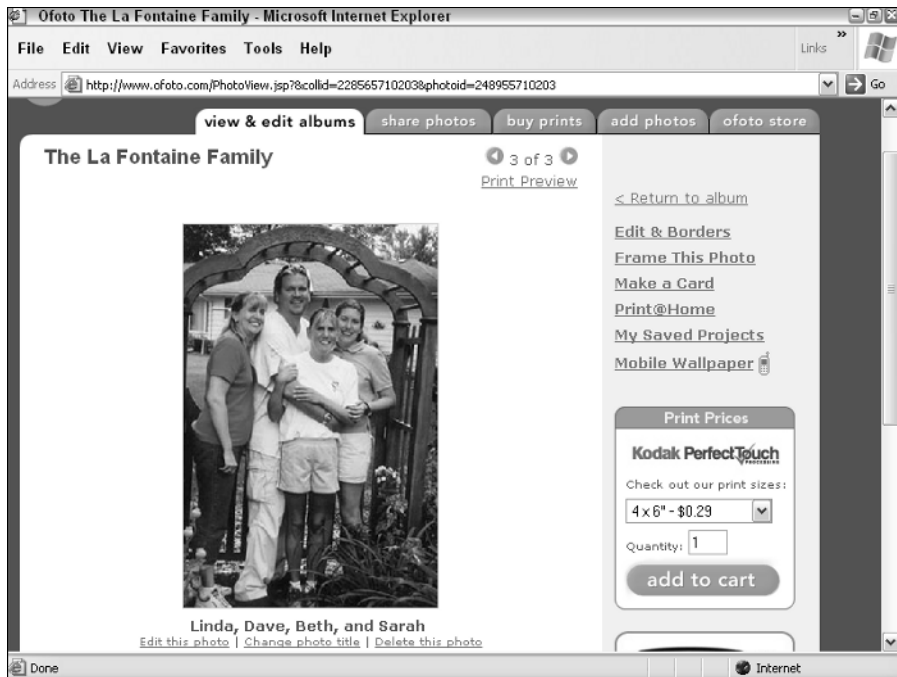 Ofoto The La Fontaine Family - Microsoft Internet Explorer
File Edit View Favorites Tools Help
Links »
Address http://www.ofoto.com/PhotoView.jsp?&collid=228565710203&photoid=248955710203 Go
view & edit albums share photos buy prints add photos ofoto store
The La Fontaine Family
3 of 3
Print Preview
< Return to album
Edit & Borders
Frame This Photo
Make a Card
Print@Home
My Saved Projects
Mobile Wallpaper
Print Prices
Kodak PerfectTouch
PROCESSING
Check out our print sizes:
4 x 6" - $0.29
Quantity: 1
add to cart
Linda, Dave, Beth, and Sarah
Edit this photo | Change photo title | Delete this photo
Done
Internet